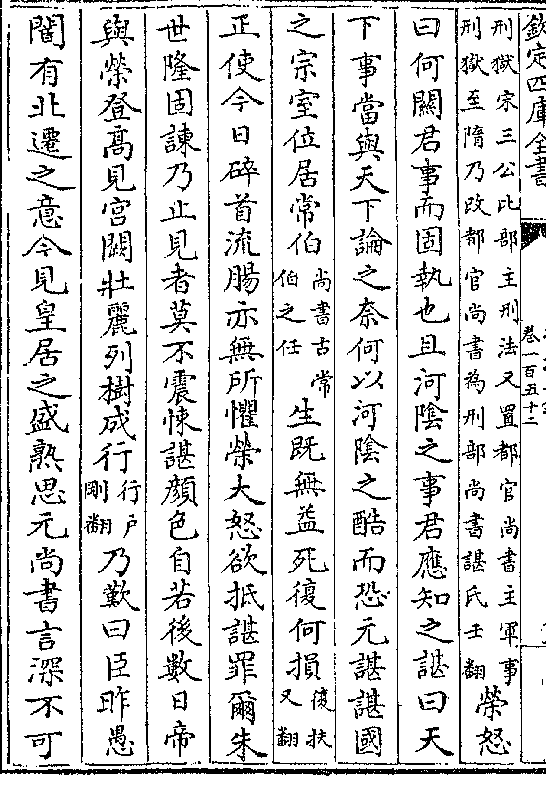 欽定四庫全書
卷一百五十二
刑獄宋三公比部主刑法又置都官尚書主軍事
刑獄至隋乃改都官尚書為刑部尚書諶氏壬翻
榮怒
曰何關君事而固執也且河隂之事君應知之諶曰天
下事當與天下論之奈何以河隂之酷而恐元諶諶國
之宗室位居常伯
尚書古常
伯之任
生既無益死復何損
復扶
又翻
正使今日碎首流腸亦無所懼榮大怒欲抵諶罪爾朱
世隆固諫乃止見者莫不震悚諶顔色自若後數日帝
與榮登髙見宫闕壯麗列樹成行
行户
剛翻
乃歎曰臣昨愚
闇有北遷之意今見皇居之盛熟思元尚書言深不可